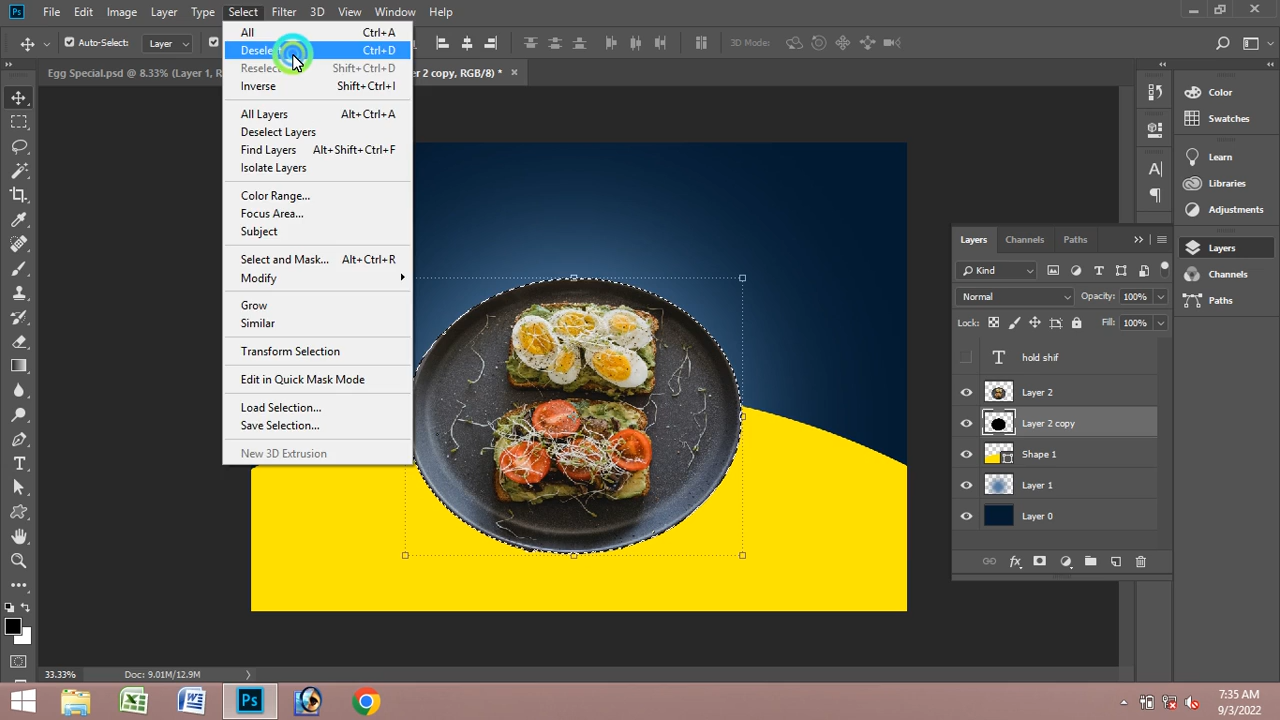 Ps File Edit Image Layer Type Select Filter 3D View Window Help
Auto-Select: Layer 3D Mode:
Egg Special.psd @ 8.33% (Layer 1, R
2 copy, RGB/8) *
All Ctrl+A
Deselect Ctrl+D
Reselect Shift+Ctrl+D
Inverse Shift+Ctrl+I
All Layers Alt+Ctrl+A
Deselect Layers
Find Layers Alt+Shift+Ctrl+F
Isolate Layers
Color Range...
Focus Area...
Subject
Select and Mask... Alt+Ctrl+R
Modify
Grow
Similar
Transform Selection
Edit in Quick Mask Mode
Load Selection...
Save Selection...
New 3D Extrusion
Color
Swatches
Learn
Libraries
Adjustments
Layers
Channels
Paths
Layers Channels Paths
Kind
Normal Opacity: 100%
Lock: Fill: 100%
T hold shif
Layer 2
Layer 2 copy
Shape 1
Layer 1
Layer 0
33.33% Doc: 9.01M/12.9M
Ps
7:35 AM
9/3/2022